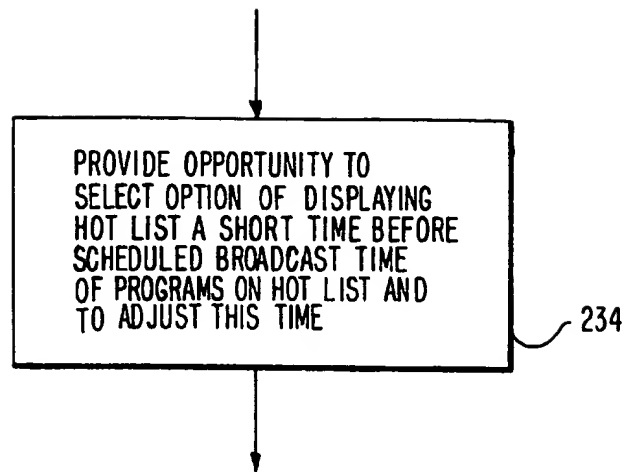 PROVIDE OPPORTUNITY TO
SELECT OPTION OF DISPLAYING
HOT LIST A SHORT TIME BEFORE
SCHEDULED BROADCAST TIME
OF PROGRAMS ON HOT LIST AND
TO ADJUST THIS TIME
234